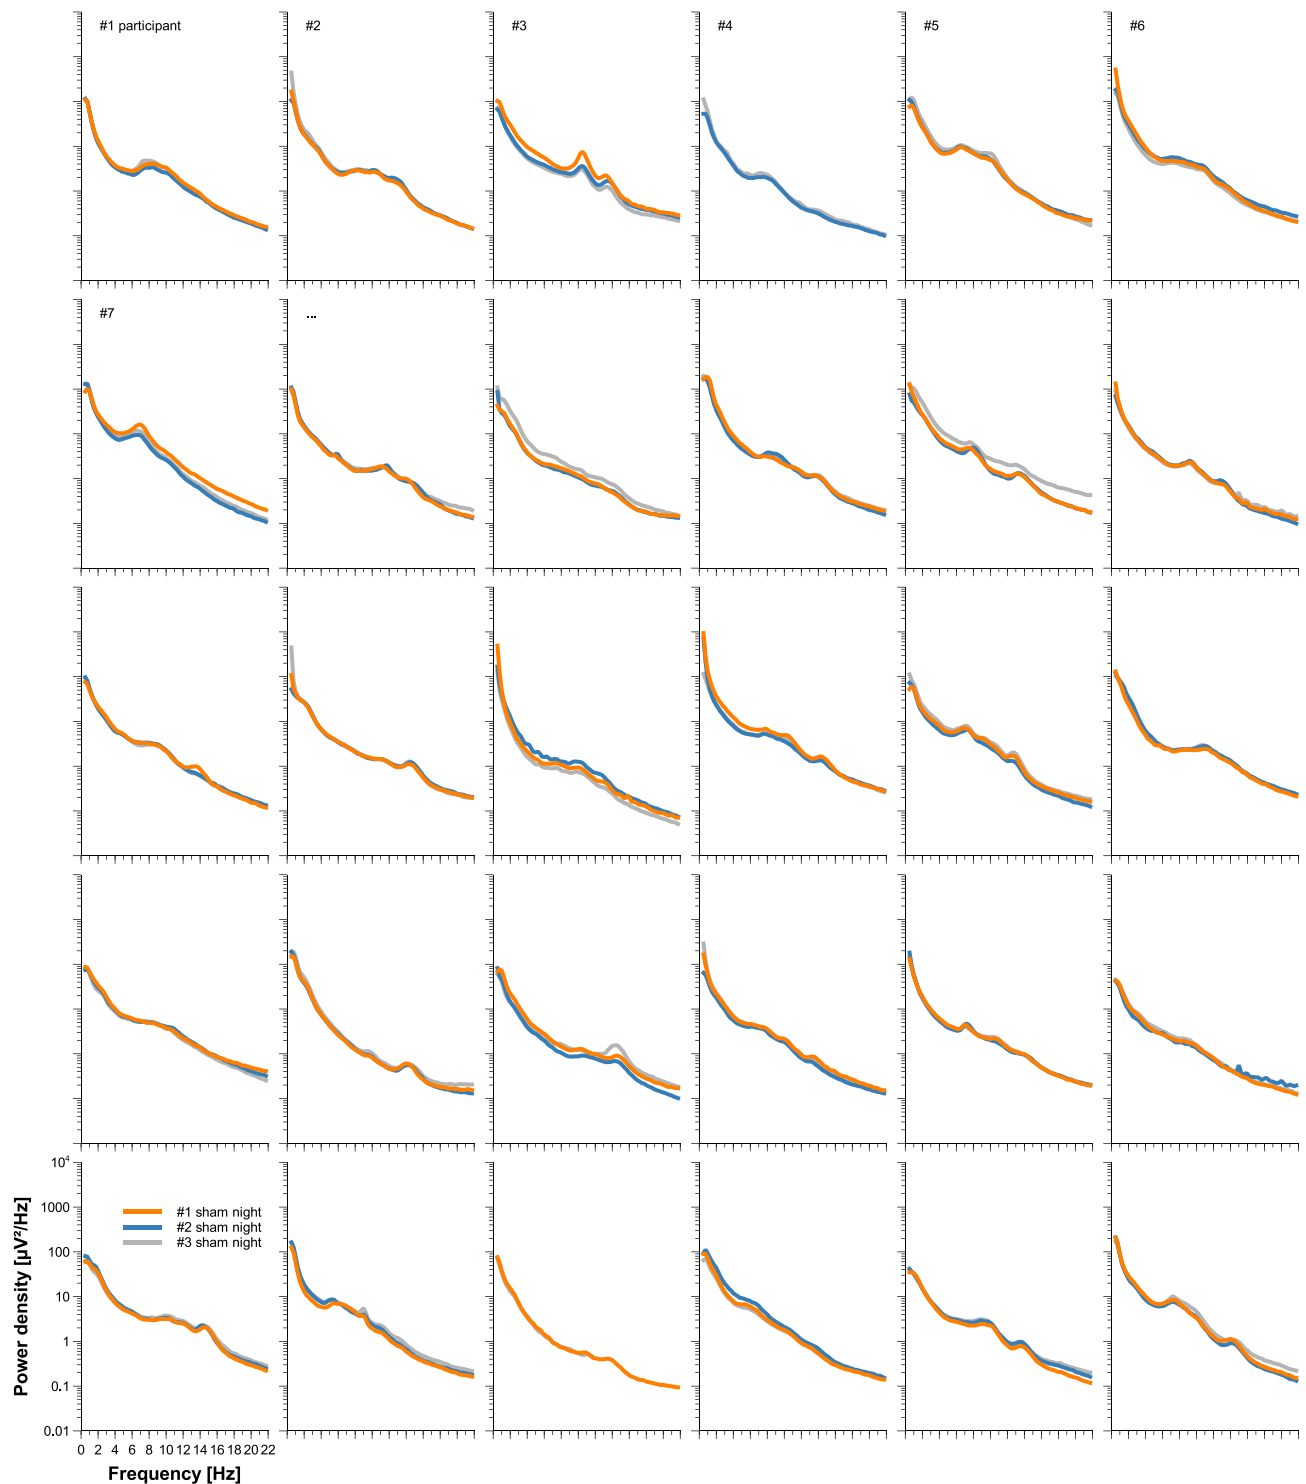 #1 participant
#2
#3
#4
#5
#6
#7
...
10⁴
1000
100
10
1
0.1
0.01
Power density [µV²/Hz]
#1 sham night
#2 sham night
#3 sham night
0 2 4 6 8 10 12 14 16 18 20 22
Frequency [Hz]